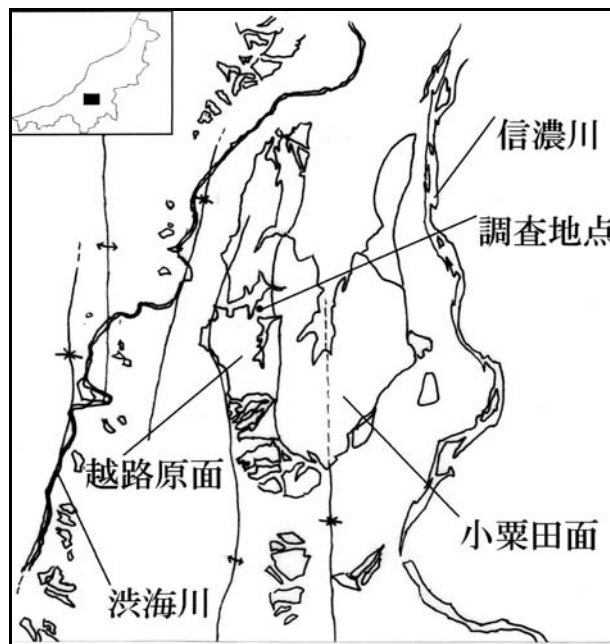 信濃川
調査地点
越路原面
小粟田面
渋海川